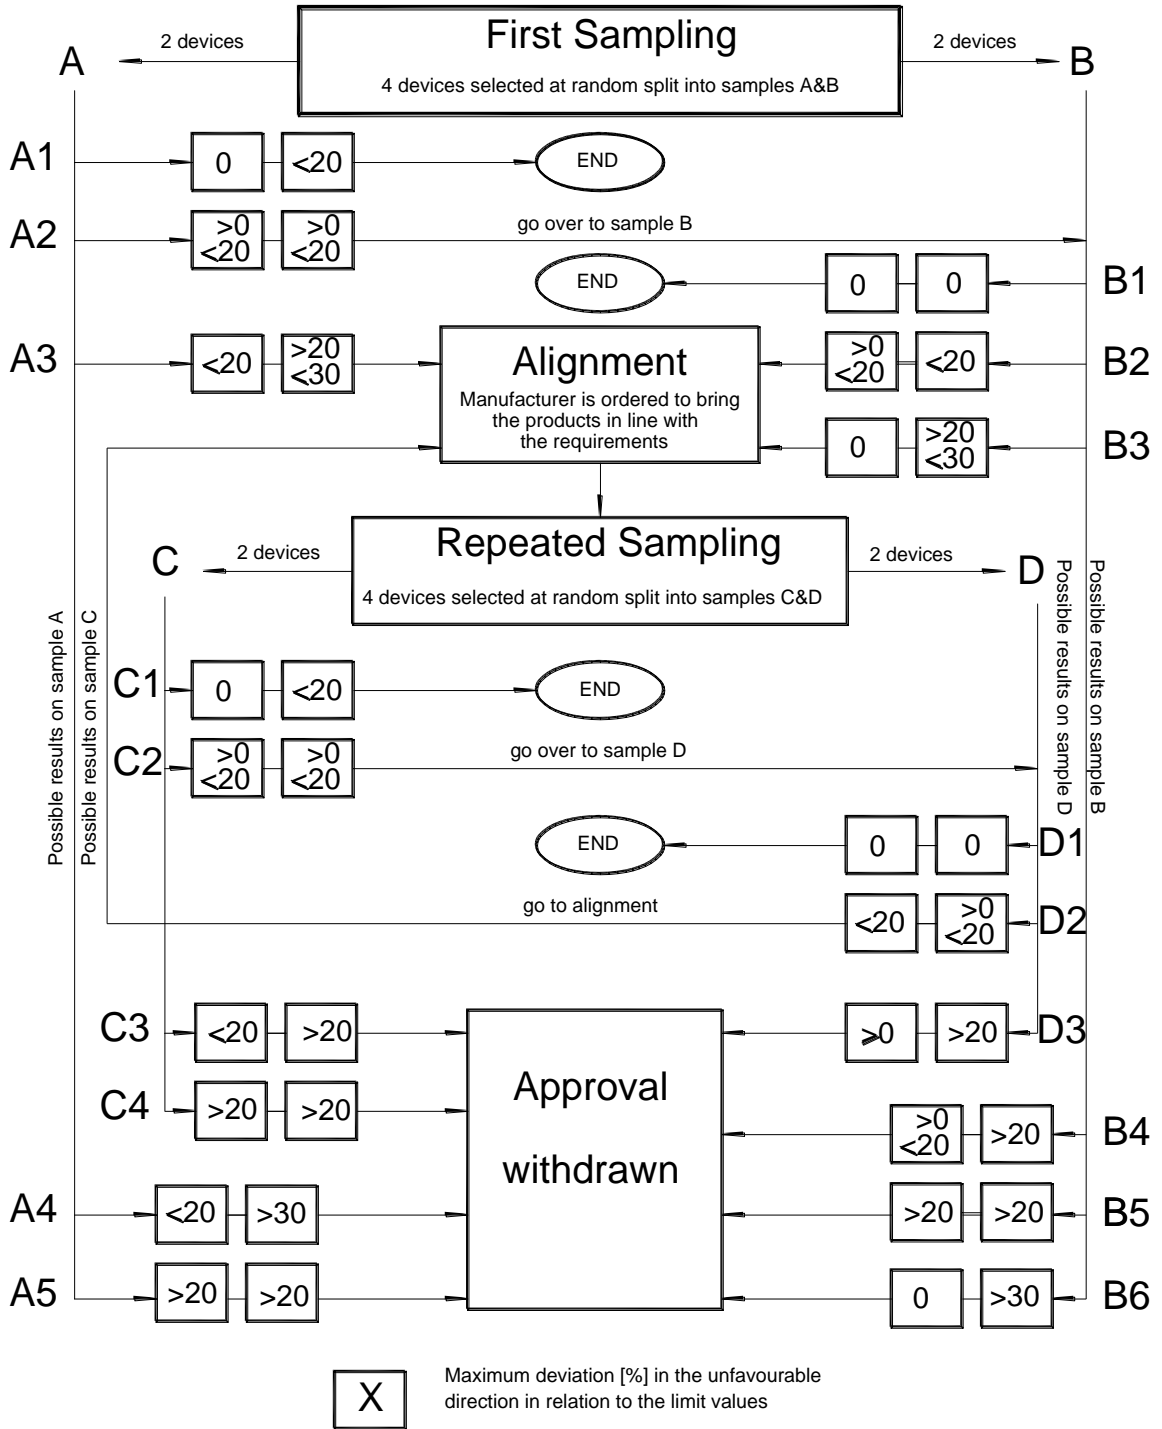 First Sampling
4 devices selected at random split into samples A&B
A
2 devices
2 devices
B
A1
0
<20
END
A2
>0
<20
>0
<20
go over to sample B
END
0
0
B1
A3
<20
>20
<30
Alignment
Manufacturer is ordered to bring
the products in line with
the requirements
>0
<20
<20
B2
0
>20
<30
B3
Repeated Sampling
4 devices selected at random split into samples C&D
C
2 devices
2 devices
D
Possible results on sample A
Possible results on sample C
Possible results on sample D
Possible results on sample B
C1
0
<20
END
C2
>0
<20
>0
<20
go over to sample D
END
0
0
D1
go to alignment
<20
>0
<20
D2
C3
<20
>20
Approval
withdrawn
>0
>20
D3
C4
>20
>20
>0
<20
>20
B4
A4
<20
>30
>20
>20
B5
A5
>20
>20
0
>30
B6
X
Maximum deviation [%] in the unfavourable
direction in relation to the limit values